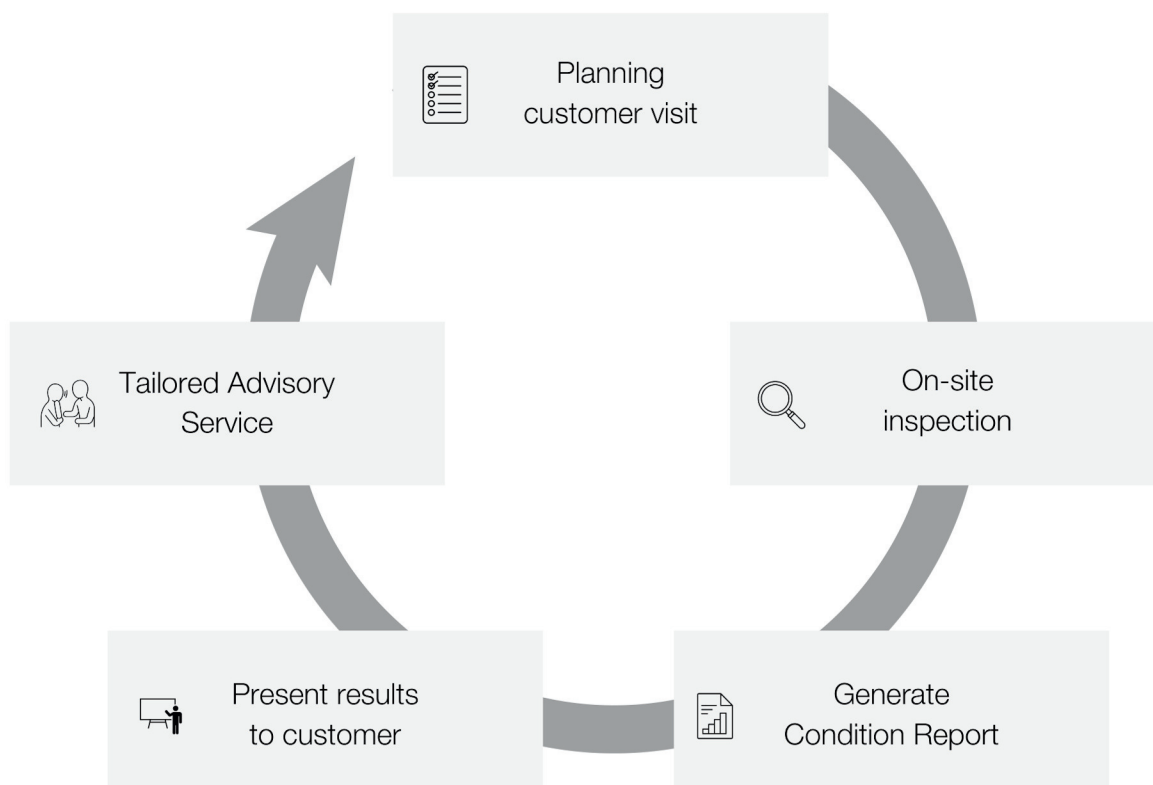 Planning
customer visit
On-site
inspection
Generate
Condition Report
Present results
to customer
Tailored Advisory
Service